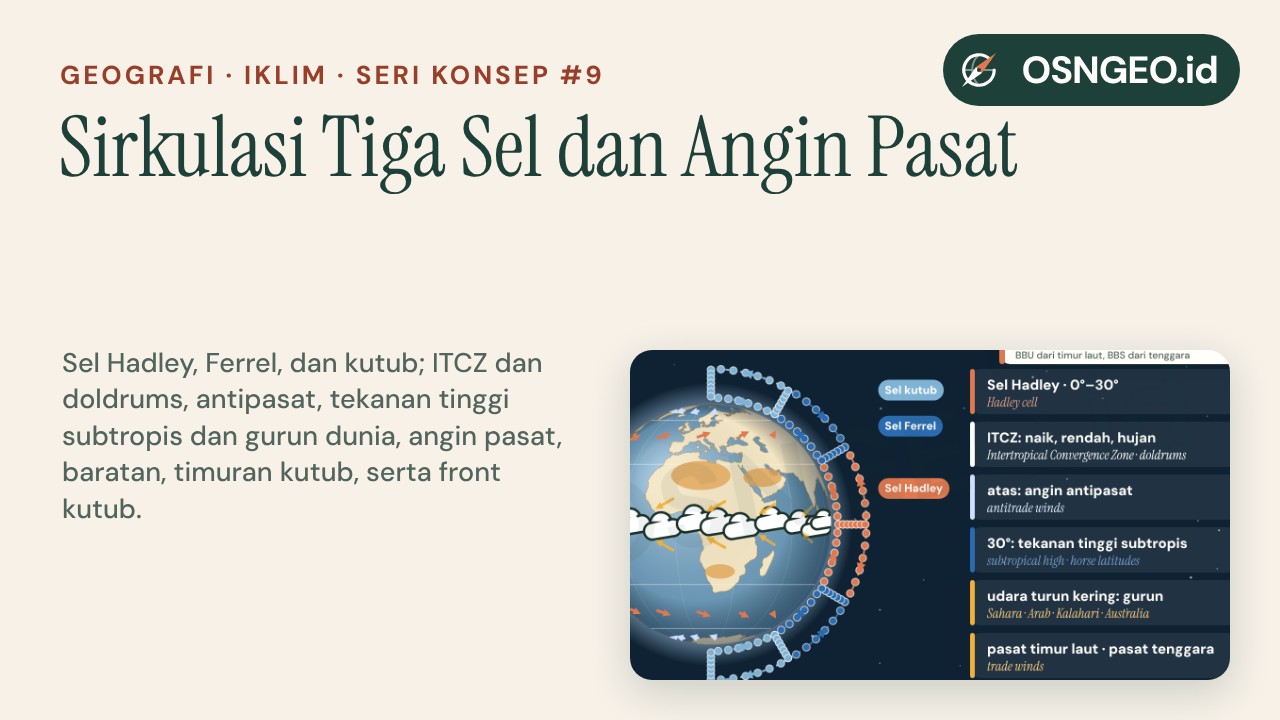 GEOGRAFI · IKLIM · SERI KONSEP #9
OSNGEO.id
Sirkulasi Tiga Sel dan Angin Pasat
Sel Hadley, Ferrel, dan kutub; ITCZ dan
doldrums, antipasat, tekanan tinggi
subtropis dan gurun dunia, angin pasat,
baratan, timuran kutub, serta front
kutub.
Sel kutub
Sel Ferrel
Sel Hadley
BBU dari timur laut, BBS dari tenggara
Sel Hadley · 0°–30°
Hadley cell
ITCZ: naik, rendah, hujan
Intertropical Convergence Zone · doldrums
atas: angin antipasat
antitrade winds
30°: tekanan tinggi subtropis
subtropical high · horse latitudes
udara turun kering: gurun
Sahara · Arab · Kalahari · Australia
pasat timur laut · pasat tenggara
trade winds